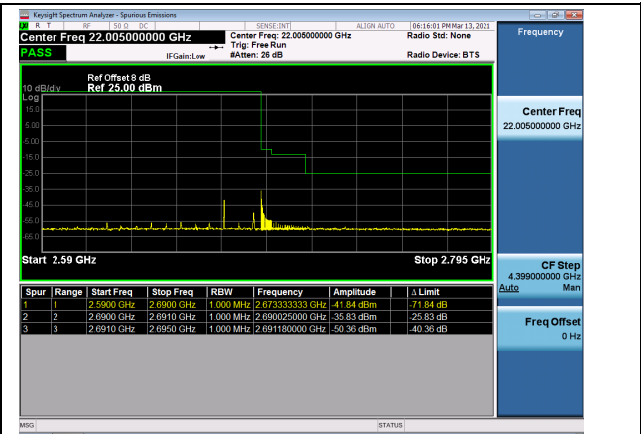 Keysight Spectrum Analyzer - Spurious Emissions
R T RF 50 Ω DC SENSE:INT ALIGN AUTO 06:16:01 PM Mar 13, 2021
Center Freq 22.005000000 GHz Center Freq: 22.005000000 GHz Radio Std: None Frequency
Trig: Free Run
PASS IFGain:Low #Atten: 26 dB Radio Device: BTS
Ref Offset 8 dB
10 dB/div Ref 25.00 dBm
Log
15.0
5.00
-5.00
-15.0
-25.0
-35.0
-45.0
-55.0
-65.0
Start 2.59 GHz Stop 2.795 GHz
Center Freq
22.005000000 GHz
CF Step
4.399000000 GHz
Auto Man
Freq Offset
0 Hz
Spur Range Start Freq Stop Freq RBW Frequency Amplitude Δ Limit
1 1 2.5900 GHz 2.6900 GHz 1.000 MHz 2.673333333 GHz -41.84 dBm -71.84 dB
2 2 2.6900 GHz 2.6910 GHz 1.000 MHz 2.690025000 GHz -35.83 dBm -25.83 dB
3 3 2.6910 GHz 2.6950 GHz 1.000 MHz 2.691180000 GHz -50.36 dBm -40.36 dB
MSG STATUS